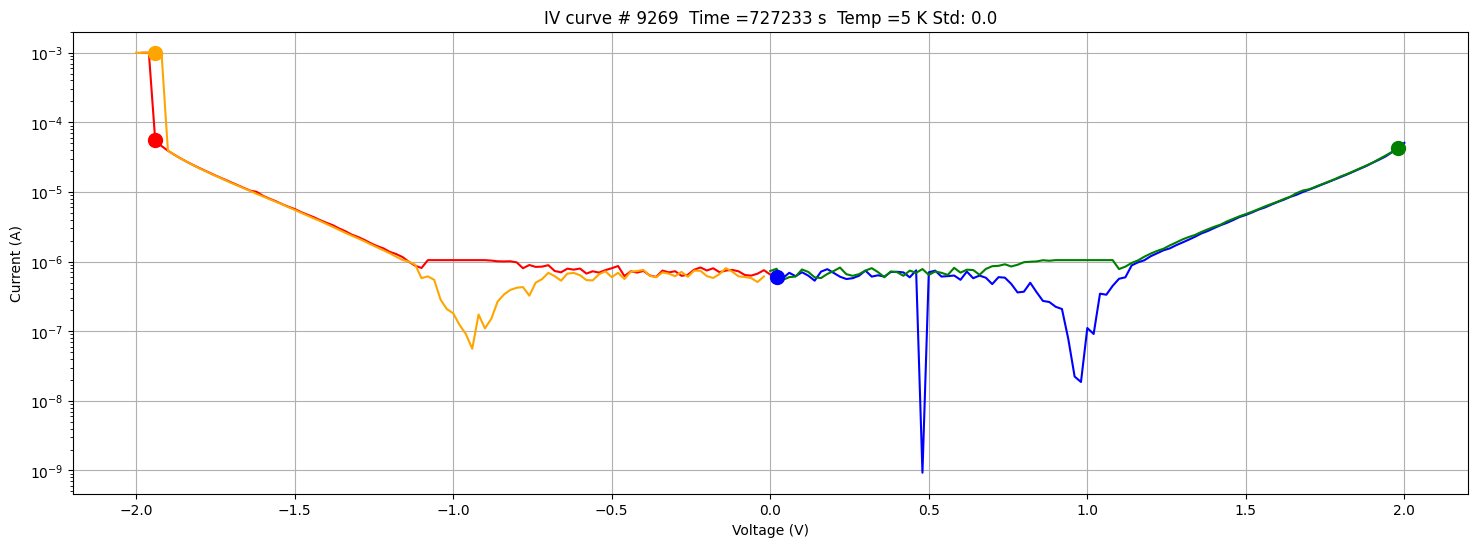 IV curve # 9269  Time =727233 s  Temp =5 K Std: 0.0
Current (A)
10⁻³
10⁻⁴
10⁻⁵
10⁻⁶
10⁻⁷
10⁻⁸
10⁻⁹
−2.0 −1.5 −1.0 −0.5 0.0 0.5 1.0 1.5 2.0
Voltage (V)